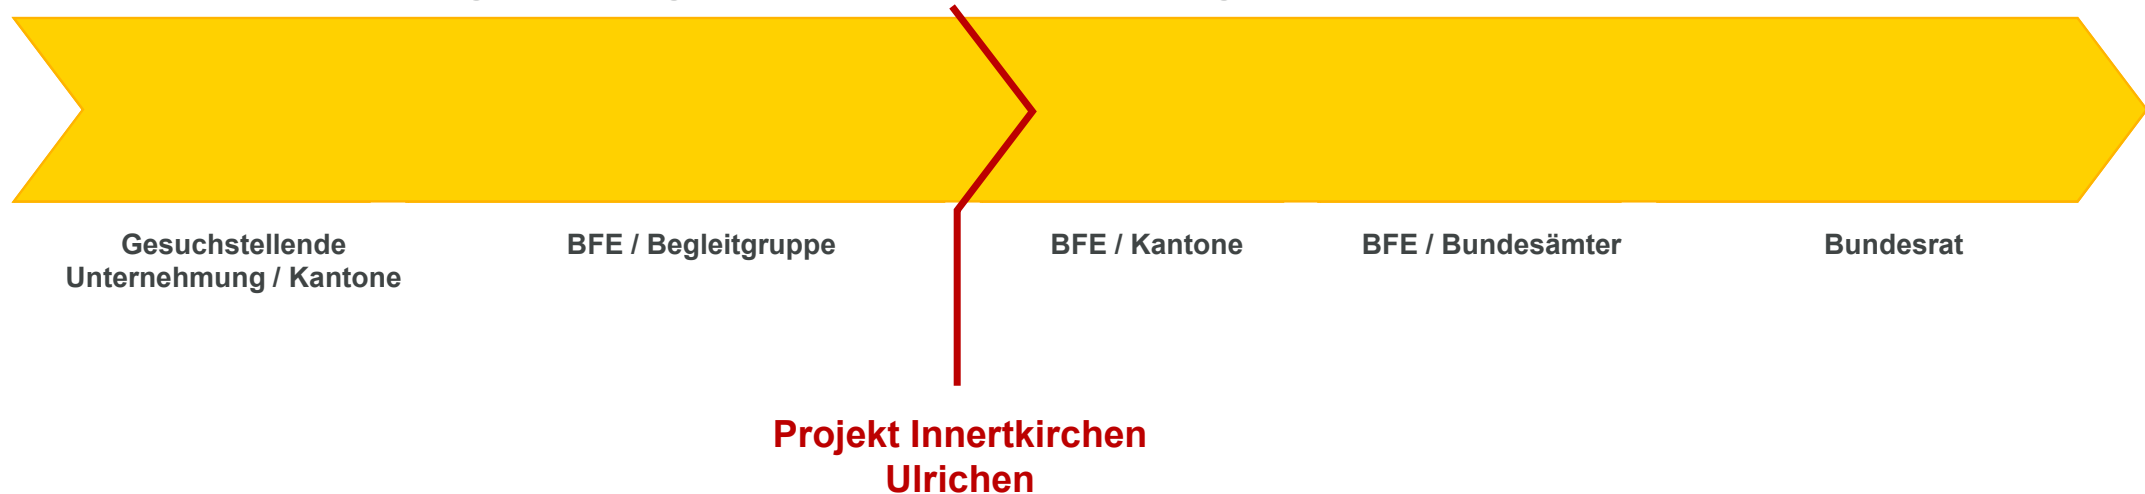 Gesuchstellende
Unternehmung / Kantone
BFE / Begleitgruppe
BFE / Kantone
BFE / Bundesämter
Bundesrat
Projekt Innertkirchen
Ulrichen